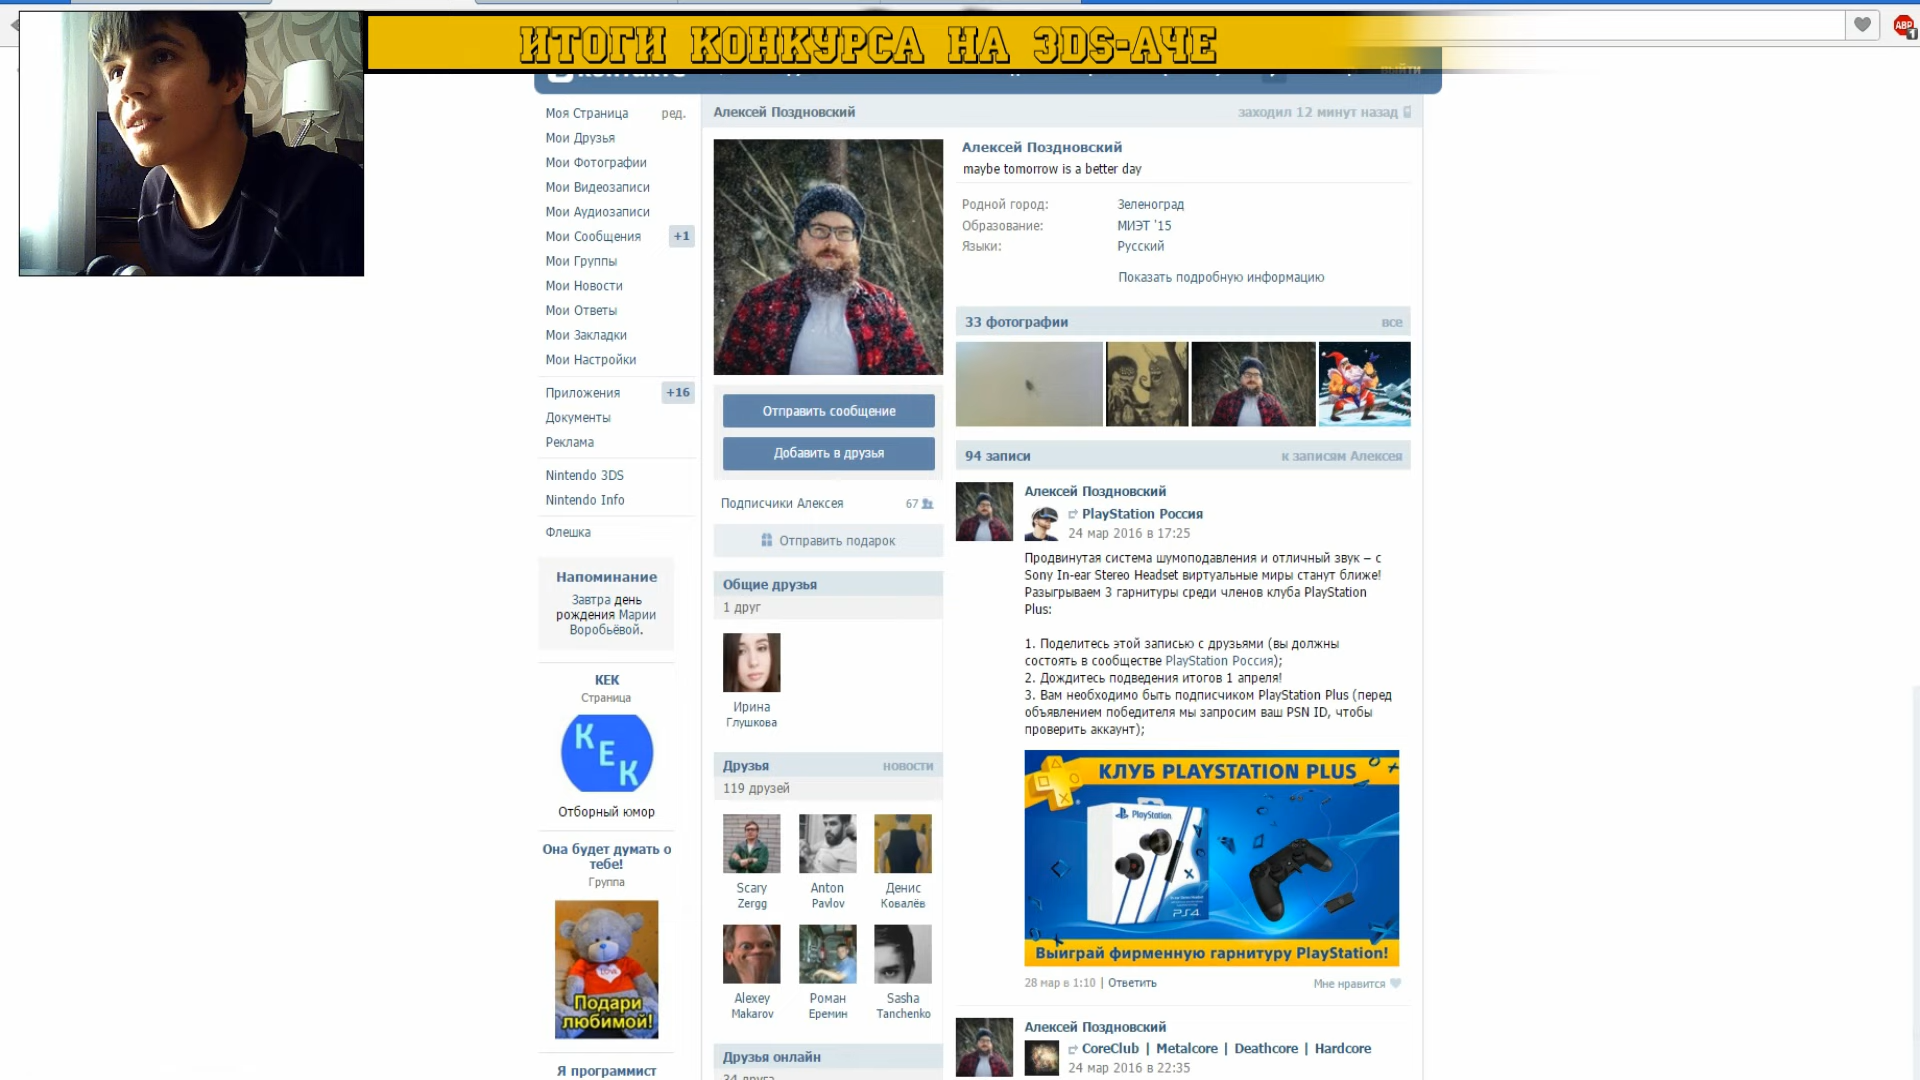 ИТОГИ КОНКУРСА НА 3DS-АЧЕ
ABP
1
выйти
Моя Страница ред.
Мои Друзья
Мои Фотографии
Мои Видеозаписи
Мои Аудиозаписи
Мои Сообщения +1
Мои Группы
Мои Новости
Мои Ответы
Мои Закладки
Мои Настройки
Приложения +16
Документы
Реклама
Nintendo 3DS
Nintendo Info
Флешка
Напоминание
Завтра день
рождения Марии
Воробьёвой.
КЕК
Страница
КЕК
Отборный юмор
Она будет думать о
тебе!
Группа
LOVE
Подари
любимой!
Я программист
Алексей Поздновский
заходил 12 минут назад
Отправить сообщение
Добавить в друзья
Подписчики Алексея 67
Отправить подарок
Общие друзья
1 друг
Ирина
Глушкова
Друзья новости
119 друзей
Scary
Zergg
Anton
Pavlov
Денис
Ковалёв
Alexey
Makarov
Роман
Еремин
Sasha
Tanchenko
Друзья онлайн
34 друга
Алексей Поздновский
maybe tomorrow is a better day
Родной город: Зеленоград
Образование: МИЭТ '15
Языки: Русский
Показать подробную информацию
33 фотографии все
94 записи к записям Алексея
Алексей Поздновский
PlayStation Россия
24 мар 2016 в 17:25
Продвинутая система шумоподавления и отличный звук – с
Sony In-ear Stereo Headset виртуальные миры станут ближе!
Разыгрываем 3 гарнитуры среди членов клуба PlayStation
Plus:
1. Поделитесь этой записью с друзьями (вы должны
состоять в сообществе PlayStation Россия);
2. Дождитесь подведения итогов 1 апреля!
3. Вам необходимо быть подписчиком PlayStation Plus (перед
объявлением победителя мы запросим ваш PSN ID, чтобы
проверить аккаунт);
КЛУБ PLAYSTATION PLUS
PlayStation
PS4
Выиграй фирменную гарнитуру PlayStation!
28 мар в 1:10 | Ответить Мне нравится
Алексей Поздновский
CoreClub | Metalcore | Deathcore | Hardcore
24 мар 2016 в 22:35